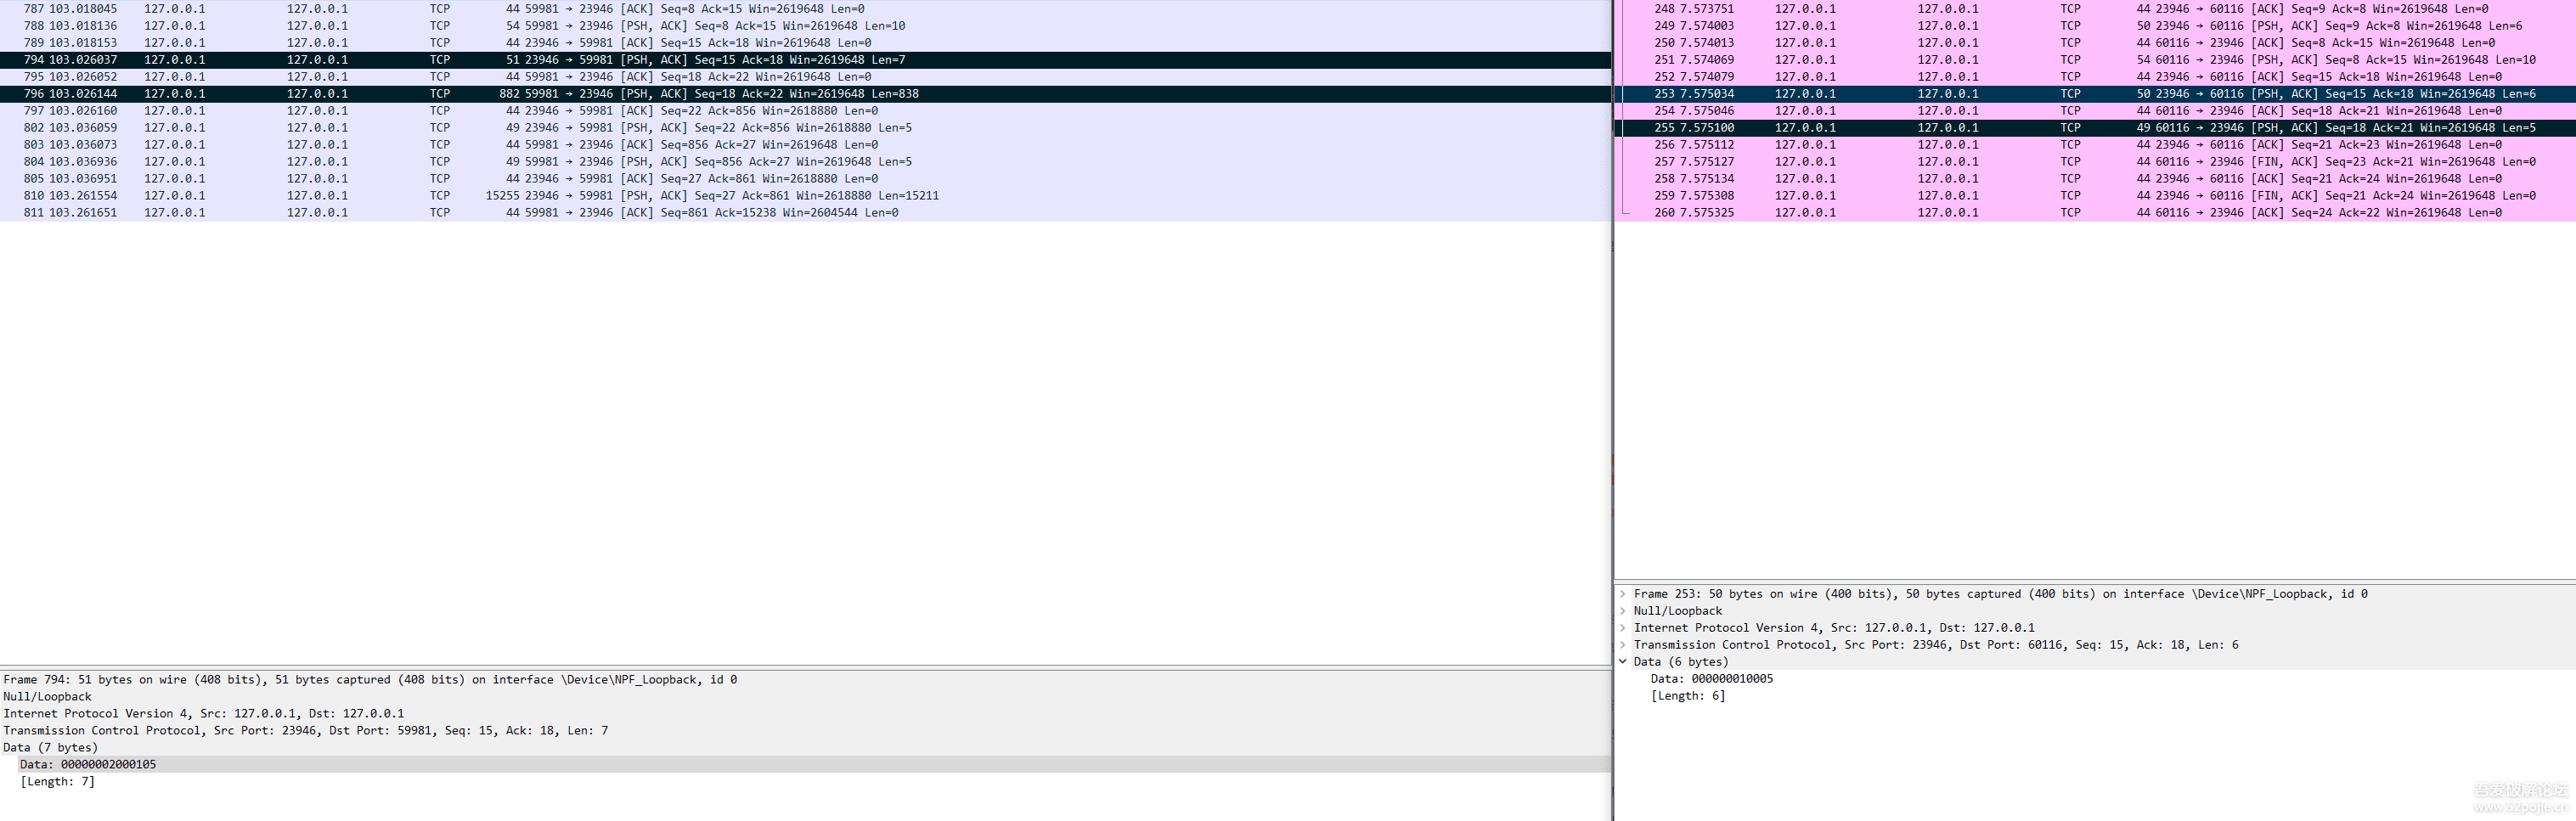 787 103.018045 127.0.0.1 127.0.0.1 TCP 44 59981 → 23946 [ACK] Seq=8 Ack=15 Win=2619648 Len=0
788 103.018136 127.0.0.1 127.0.0.1 TCP 54 59981 → 23946 [PSH, ACK] Seq=8 Ack=15 Win=2619648 Len=10
789 103.018153 127.0.0.1 127.0.0.1 TCP 44 23946 → 59981 [ACK] Seq=15 Ack=18 Win=2619648 Len=0
794 103.026037 127.0.0.1 127.0.0.1 TCP 51 23946 → 59981 [PSH, ACK] Seq=15 Ack=18 Win=2619648 Len=7
795 103.026052 127.0.0.1 127.0.0.1 TCP 44 59981 → 23946 [ACK] Seq=18 Ack=22 Win=2619648 Len=0
796 103.026144 127.0.0.1 127.0.0.1 TCP 882 59981 → 23946 [PSH, ACK] Seq=18 Ack=22 Win=2619648 Len=838
797 103.026160 127.0.0.1 127.0.0.1 TCP 44 23946 → 59981 [ACK] Seq=22 Ack=856 Win=2618880 Len=0
802 103.036059 127.0.0.1 127.0.0.1 TCP 49 23946 → 59981 [PSH, ACK] Seq=22 Ack=856 Win=2618880 Len=5
803 103.036073 127.0.0.1 127.0.0.1 TCP 44 59981 → 23946 [ACK] Seq=856 Ack=27 Win=2619648 Len=0
804 103.036936 127.0.0.1 127.0.0.1 TCP 49 59981 → 23946 [PSH, ACK] Seq=856 Ack=27 Win=2619648 Len=5
805 103.036951 127.0.0.1 127.0.0.1 TCP 44 23946 → 59981 [ACK] Seq=27 Ack=861 Win=2618880 Len=0
810 103.261554 127.0.0.1 127.0.0.1 TCP 15255 23946 → 59981 [PSH, ACK] Seq=27 Ack=861 Win=2618880 Len=15211
811 103.261651 127.0.0.1 127.0.0.1 TCP 44 59981 → 23946 [ACK] Seq=861 Ack=15238 Win=2604544 Len=0
Frame 794: 51 bytes on wire (408 bits), 51 bytes captured (408 bits) on interface \Device\NPF_Loopback, id 0
Null/Loopback
Internet Protocol Version 4, Src: 127.0.0.1, Dst: 127.0.0.1
Transmission Control Protocol, Src Port: 23946, Dst Port: 59981, Seq: 15, Ack: 18, Len: 7
Data (7 bytes)
Data: 00000002000105
[Length: 7]
248 7.573751 127.0.0.1 127.0.0.1 TCP 44 23946 → 60116 [ACK] Seq=9 Ack=8 Win=2619648 Len=0
249 7.574003 127.0.0.1 127.0.0.1 TCP 50 23946 → 60116 [PSH, ACK] Seq=9 Ack=8 Win=2619648 Len=6
250 7.574013 127.0.0.1 127.0.0.1 TCP 44 60116 → 23946 [ACK] Seq=8 Ack=15 Win=2619648 Len=0
251 7.574069 127.0.0.1 127.0.0.1 TCP 54 60116 → 23946 [PSH, ACK] Seq=8 Ack=15 Win=2619648 Len=10
252 7.574079 127.0.0.1 127.0.0.1 TCP 44 23946 → 60116 [ACK] Seq=15 Ack=18 Win=2619648 Len=0
253 7.575034 127.0.0.1 127.0.0.1 TCP 50 23946 → 60116 [PSH, ACK] Seq=15 Ack=18 Win=2619648 Len=6
254 7.575046 127.0.0.1 127.0.0.1 TCP 44 60116 → 23946 [ACK] Seq=18 Ack=21 Win=2619648 Len=0
255 7.575100 127.0.0.1 127.0.0.1 TCP 49 60116 → 23946 [PSH, ACK] Seq=18 Ack=21 Win=2619648 Len=5
256 7.575112 127.0.0.1 127.0.0.1 TCP 44 23946 → 60116 [ACK] Seq=21 Ack=23 Win=2619648 Len=0
257 7.575127 127.0.0.1 127.0.0.1 TCP 44 60116 → 23946 [FIN, ACK] Seq=23 Ack=21 Win=2619648 Len=0
258 7.575134 127.0.0.1 127.0.0.1 TCP 44 23946 → 60116 [ACK] Seq=21 Ack=24 Win=2619648 Len=0
259 7.575308 127.0.0.1 127.0.0.1 TCP 44 23946 → 60116 [FIN, ACK] Seq=21 Ack=24 Win=2619648 Len=0
260 7.575325 127.0.0.1 127.0.0.1 TCP 44 60116 → 23946 [ACK] Seq=24 Ack=22 Win=2619648 Len=0
Frame 253: 50 bytes on wire (400 bits), 50 bytes captured (400 bits) on interface \Device\NPF_Loopback, id 0
Null/Loopback
Internet Protocol Version 4, Src: 127.0.0.1, Dst: 127.0.0.1
Transmission Control Protocol, Src Port: 23946, Dst Port: 60116, Seq: 15, Ack: 18, Len: 6
Data (6 bytes)
Data: 000000010005
[Length: 6]
吾爱破解论坛
www.52pojie.cn